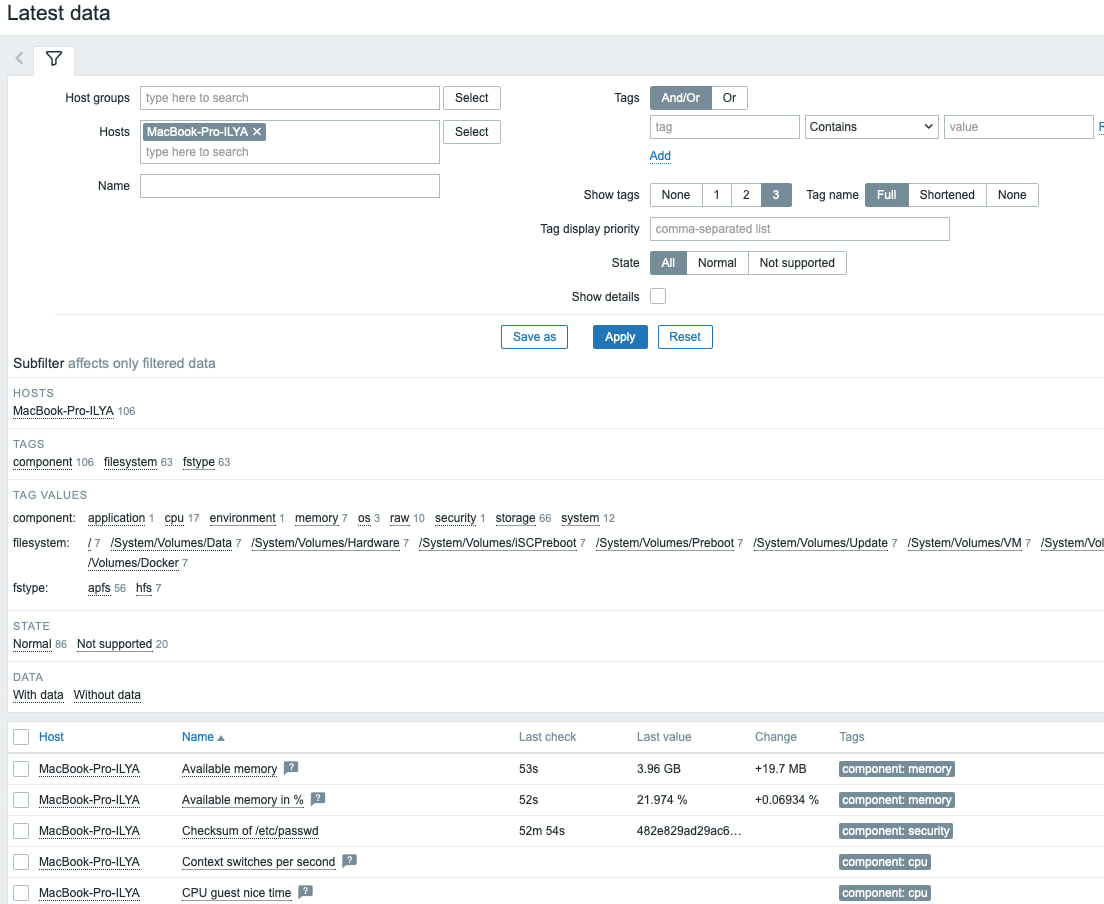 Latest data
Host groups type here to search Select Tags And/Or Or
Hosts MacBook-Pro-ILYA type here to search Select tag Contains value
Add
Name
Show tags None 1 2 3 Tag name Full Shortened None
Tag display priority comma-separated list
State All Normal Not supported
Show details
Save as Apply Reset
Subfilter affects only filtered data
HOSTS
MacBook-Pro-ILYA 106
TAGS
component 106 filesystem 63 fstype 63
TAG VALUES
component: application 1 cpu 17 environment 1 memory 7 os 3 raw 10 security 1 storage 66 system 12
filesystem: / 7 /System/Volumes/Data 7 /System/Volumes/Hardware 7 /System/Volumes/iSCPreboot 7 /System/Volumes/Preboot 7 /System/Volumes/Update 7 /System/Volumes/VM 7 /System/Vol
/Volumes/Docker 7
fstype: apfs 56 hfs 7
STATE
Normal 86 Not supported 20
DATA
With data Without data
Host Name Last check Last value Change Tags
MacBook-Pro-ILYA Available memory ? 53s 3.96 GB +19.7 MB component: memory
MacBook-Pro-ILYA Available memory in % ? 52s 21.974 % +0.06934 % component: memory
MacBook-Pro-ILYA Checksum of /etc/passwd 52m 54s 482e829ad29ac6... component: security
MacBook-Pro-ILYA Context switches per second ? component: cpu
MacBook-Pro-ILYA CPU guest nice time ? component: cpu